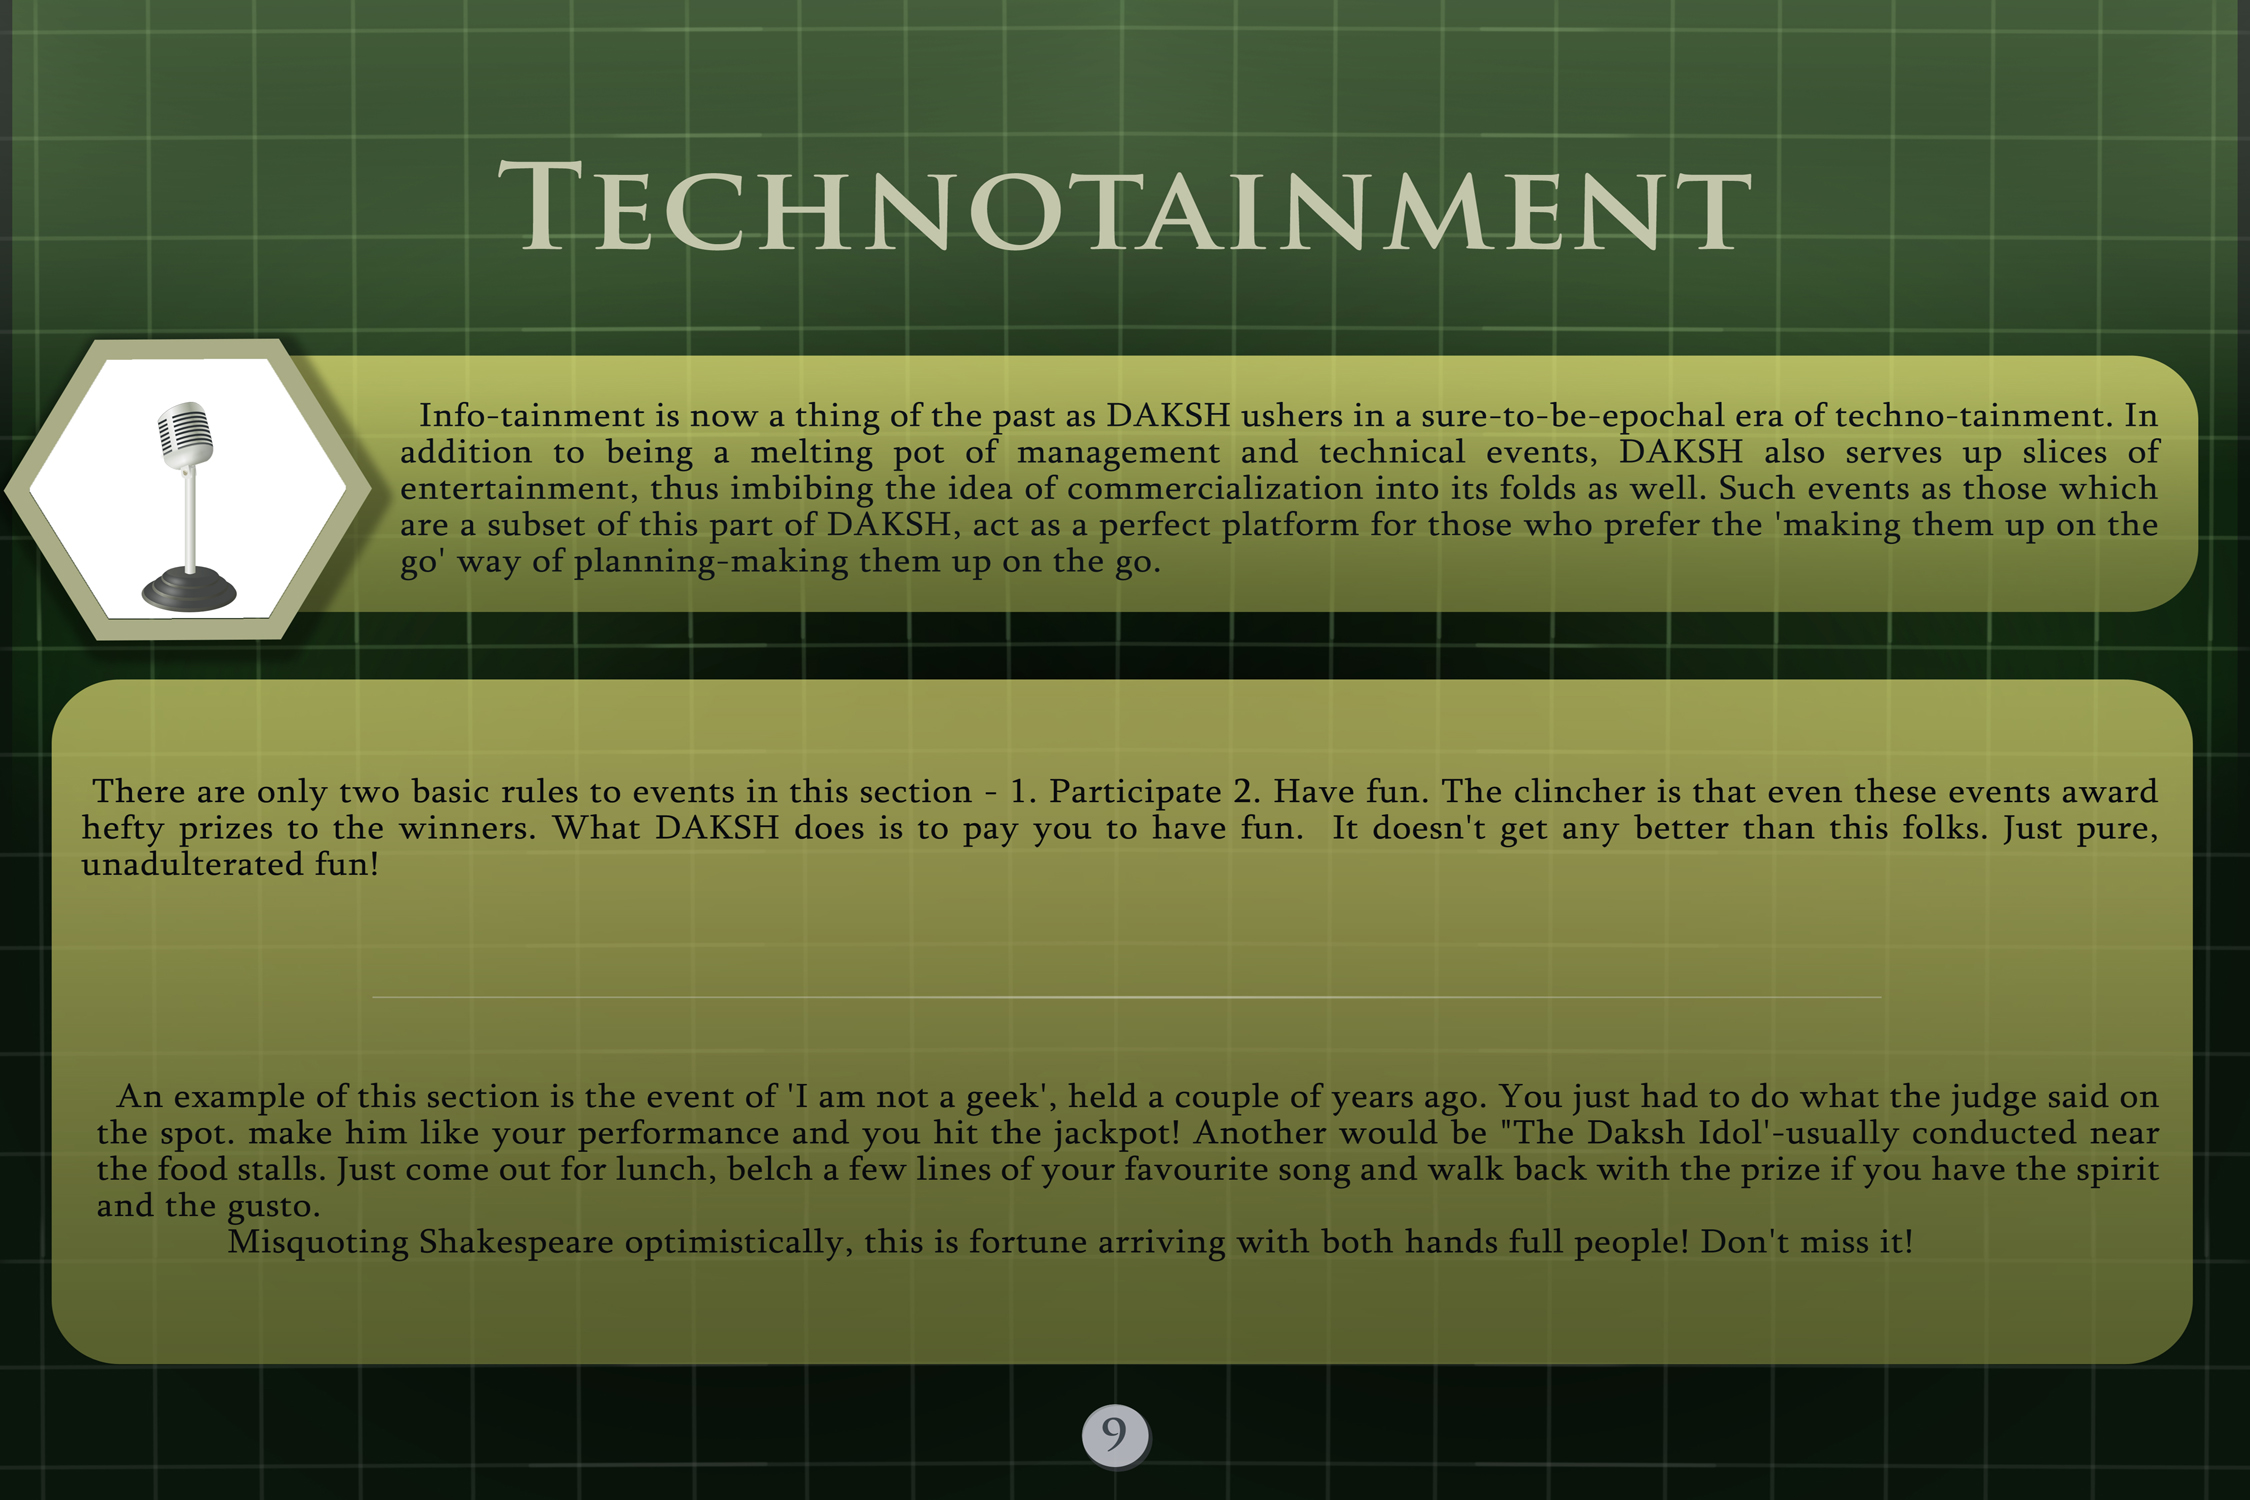 TECHNOTAINMENT
Info-tainment is now a thing of the past as DAKSH ushers in a sure-to-be-epochal era of techno-tainment. In
addition to being a melting pot of management and technical events, DAKSH also serves up slices of
entertainment, thus imbibing the idea of commercialization into its folds as well. Such events as those which
are a subset of this part of DAKSH, act as a perfect platform for those who prefer the 'making them up on the
go' way of planning-making them up on the go.
There are only two basic rules to events in this section - 1. Participate 2. Have fun. The clincher is that even these events award
hefty prizes to the winners. What DAKSH does is to pay you to have fun.  It doesn't get any better than this folks. Just pure,
unadulterated fun!
An example of this section is the event of 'I am not a geek', held a couple of years ago. You just had to do what the judge said on
the spot. make him like your performance and you hit the jackpot! Another would be "The Daksh Idol'-usually conducted near
the food stalls. Just come out for lunch, belch a few lines of your favourite song and walk back with the prize if you have the spirit
and the gusto.
Misquoting Shakespeare optimistically, this is fortune arriving with both hands full people! Don't miss it!
9